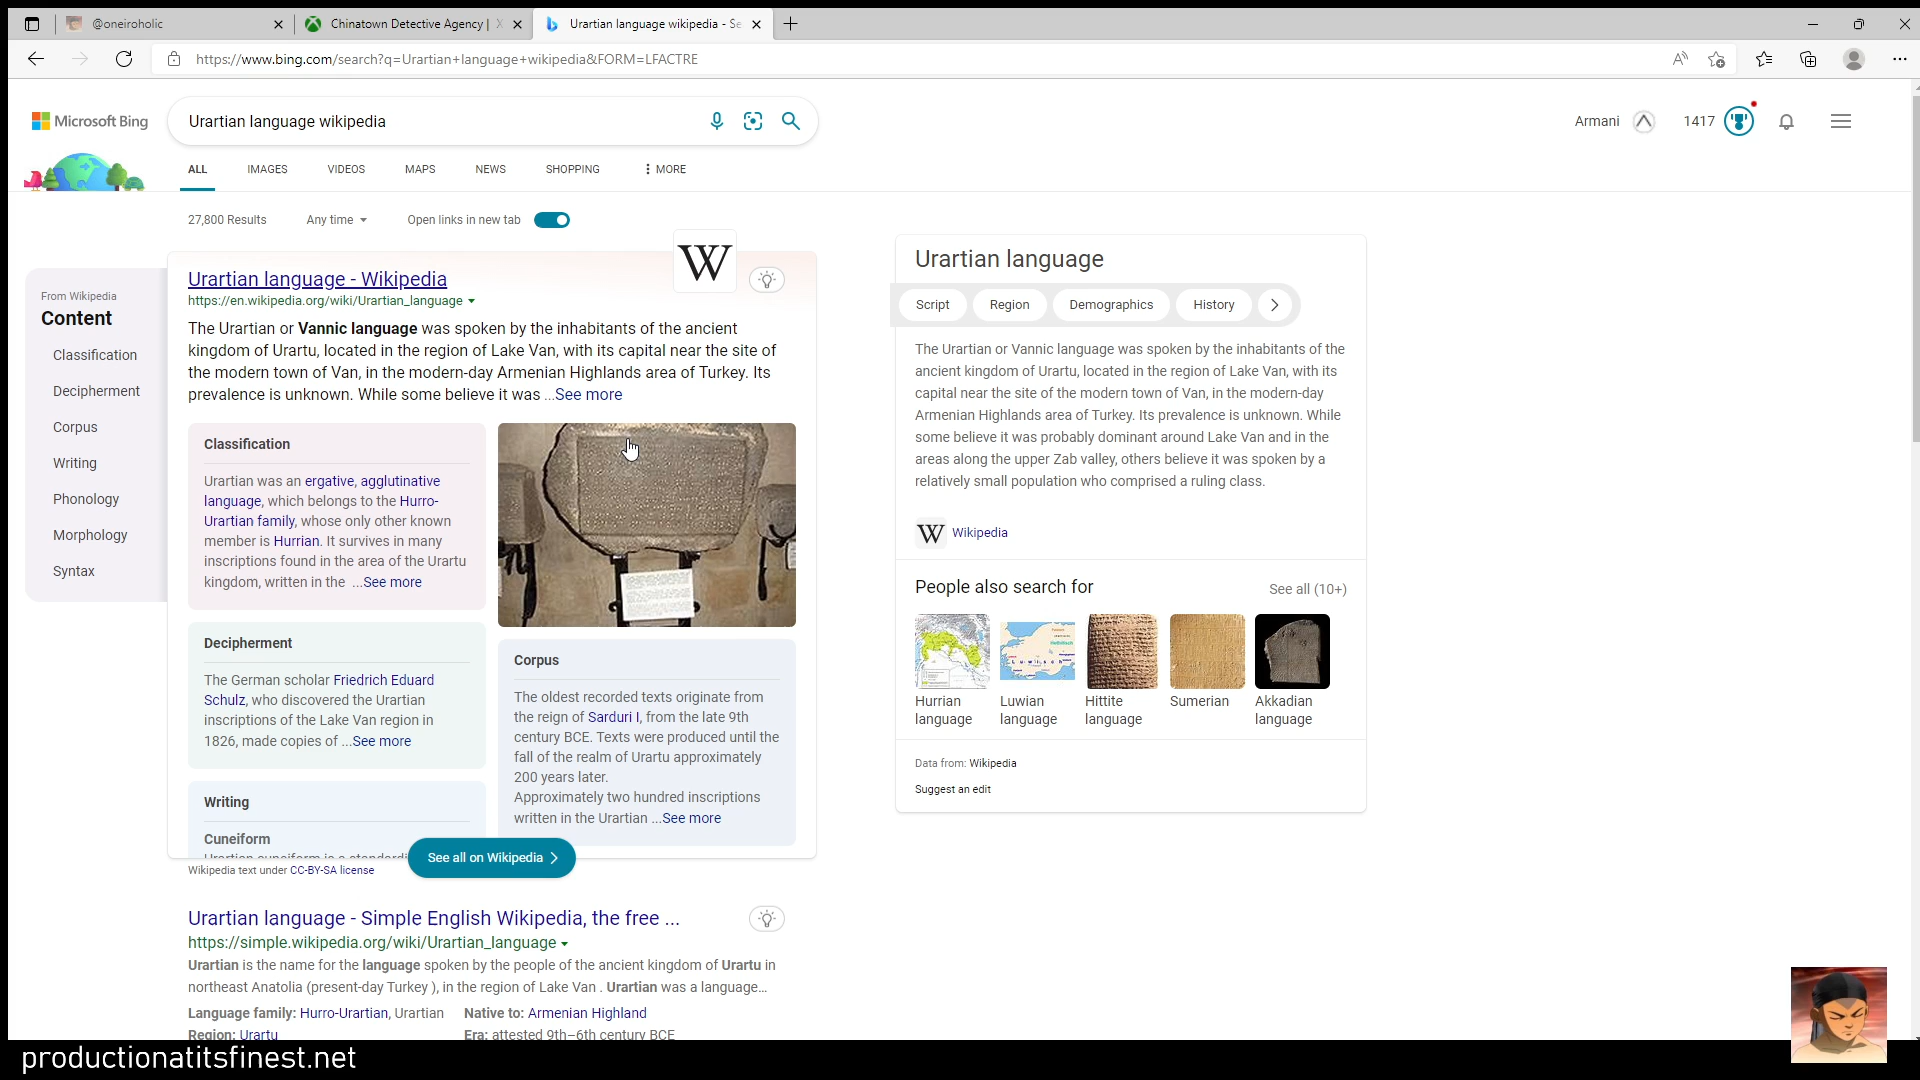 @oneiroholic
Chinatown Detective Agency |
Urartian language wikipedia - Se
https://www.bing.com/search?q=Urartian+language+wikipedia&FORM=LFACTRE
Microsoft Bing
Urartian language wikipedia
Armani
1417
ALL
IMAGES
VIDEOS
MAPS
NEWS
SHOPPING
MORE
27,800 Results
Any time
Open links in new tab
From Wikipedia
Content
Classification
Decipherment
Corpus
Writing
Phonology
Morphology
Syntax
W
Urartian language - Wikipedia
https://en.wikipedia.org/wiki/Urartian_language
The Urartian or Vannic language was spoken by the inhabitants of the ancient
kingdom of Urartu, located in the region of Lake Van, with its capital near the site of
the modern town of Van, in the modern-day Armenian Highlands area of Turkey. Its
prevalence is unknown. While some believe it was ...See more
Classification
Urartian was an ergative, agglutinative
language, which belongs to the Hurro-
Urartian family, whose only other known
member is Hurrian. It survives in many
inscriptions found in the area of the Urartu
kingdom, written in the ...See more
Decipherment
The German scholar Friedrich Eduard
Schulz, who discovered the Urartian
inscriptions of the Lake Van region in
1826, made copies of ...See more
Writing
Cuneiform
Corpus
The oldest recorded texts originate from
the reign of Sarduri I, from the late 9th
century BCE. Texts were produced until the
fall of the realm of Urartu approximately
200 years later.
Approximately two hundred inscriptions
written in the Urartian ...See more
See all on Wikipedia
Wikipedia text under CC-BY-SA license
Urartian language - Simple English Wikipedia, the free ...
https://simple.wikipedia.org/wiki/Urartian_language
Urartian is the name for the language spoken by the people of the ancient kingdom of Urartu in
northeast Anatolia (present-day Turkey ), in the region of Lake Van . Urartian was a language...
Language family: Hurro-Urartian, Urartian
Native to: Armenian Highland
Region: Urartu
Era: attested 9th–6th century BCE
Urartian language
Script
Region
Demographics
History
The Urartian or Vannic language was spoken by the inhabitants of the
ancient kingdom of Urartu, located in the region of Lake Van, with its
capital near the site of the modern town of Van, in the modern-day
Armenian Highlands area of Turkey. Its prevalence is unknown. While
some believe it was probably dominant around Lake Van and in the
areas along the upper Zab valley, others believe it was spoken by a
relatively small population who comprised a ruling class.
W Wikipedia
People also search for
See all (10+)
Hurrian
language
Luwian
language
Hittite
language
Sumerian
Akkadian
language
Data from: Wikipedia
Suggest an edit
productionatitsfinest.net